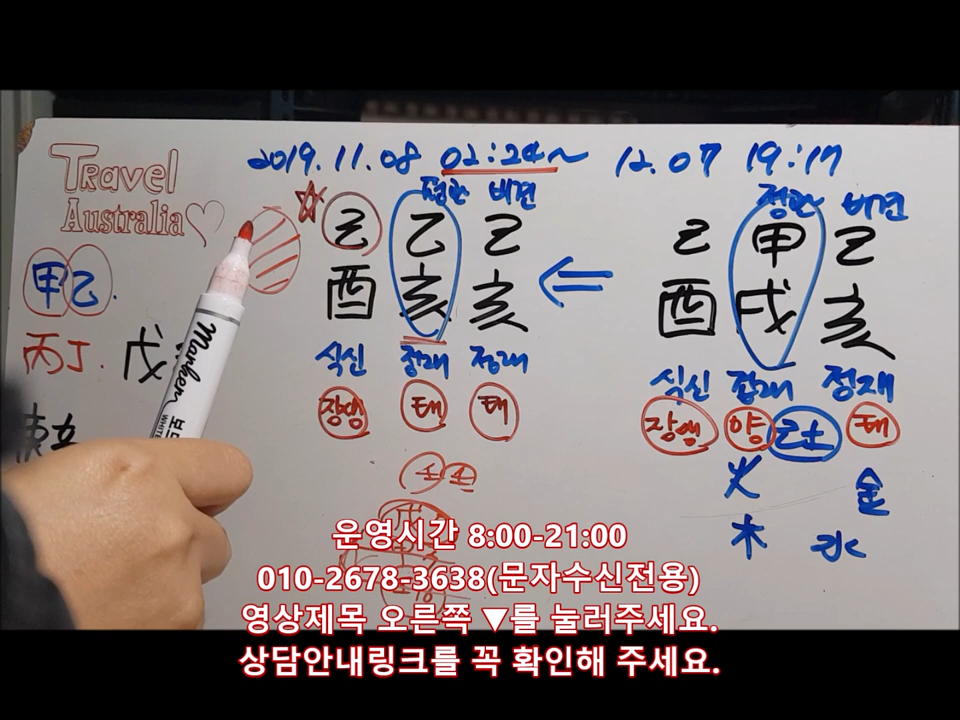 Travel
Australia
2019.11.08 02:24~ 12.07 19:17
정관 비견 정관 비견
己 乙 己 己 甲 己
酉 亥 亥 酉 戌 亥
甲乙.
丙丁. 戊
식신 정재 정재 식신 정재
장생 태 태 장생 양 土 태
壬 壬
火 金
木 水
Marker
운영시간 8:00-21:00
010-2678-3638(문자수신전용)
영상제목 오른쪽 ▼를 눌러주세요.
상담안내링크를 꼭 확인해 주세요.